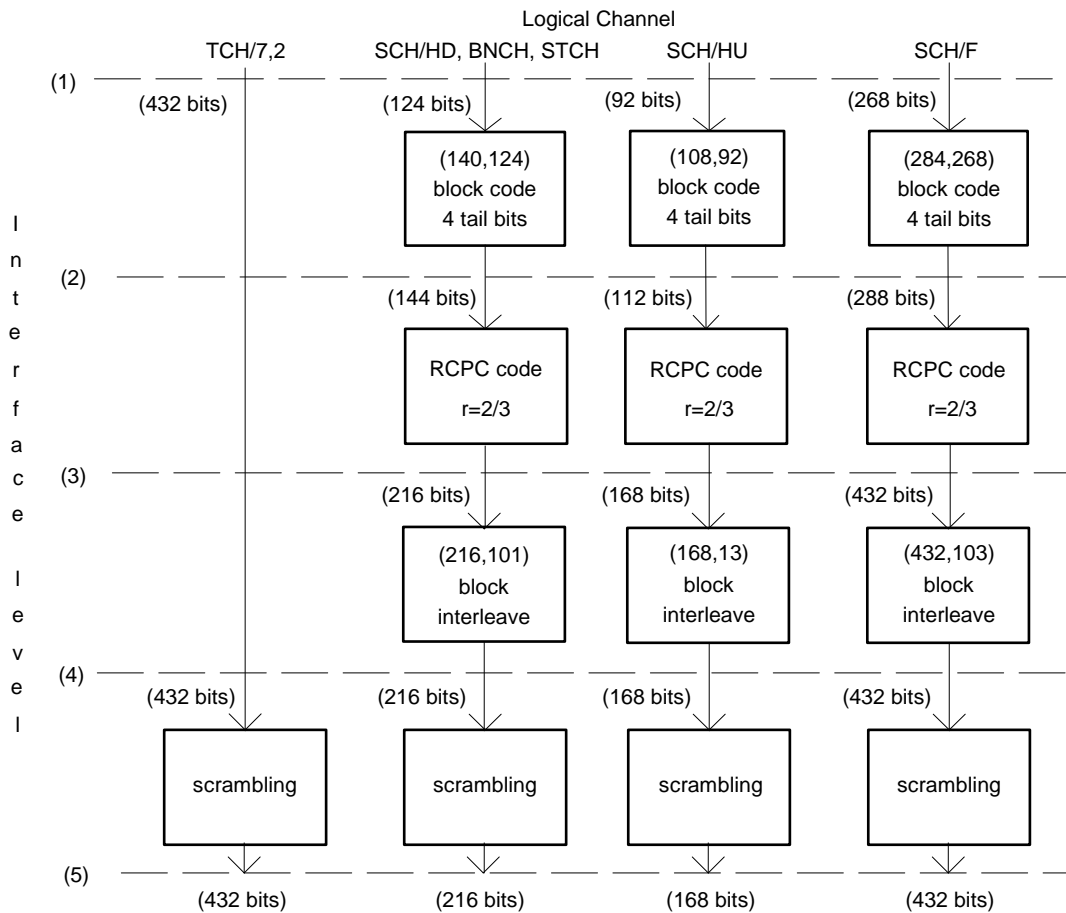 Logical Channel
TCH/7,2 SCH/HD, BNCH, STCH SCH/HU SCH/F
(1)
(432 bits) (124 bits) (92 bits) (268 bits)
(140,124) (108,92) (284,268)
block code block code block code
4 tail bits 4 tail bits 4 tail bits
(2)
(144 bits) (112 bits) (288 bits)
RCPC code RCPC code RCPC code
r=2/3 r=2/3 r=2/3
(3)
(216 bits) (168 bits) (432 bits)
(216,101) (168,13) (432,103)
block block block
interleave interleave interleave
(4)
(432 bits) (216 bits) (168 bits) (432 bits)
scrambling scrambling scrambling scrambling
(5)
(432 bits) (216 bits) (168 bits) (432 bits)
Interface level